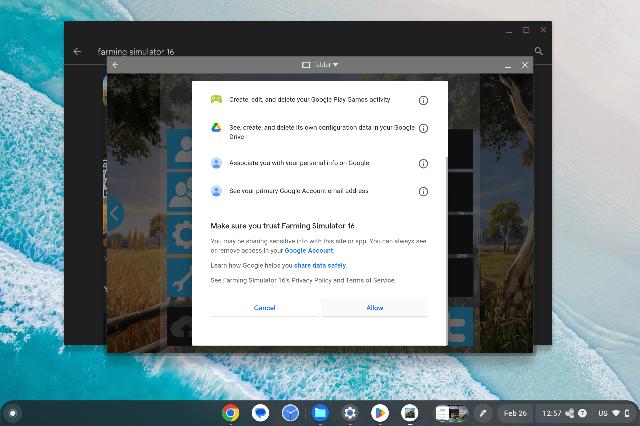 farming simulator 16
Tablet
Create, edit, and delete your Google Play Games activity
See, create, and delete its own configuration data in your Google
Drive
Associate you with your personal info on Google
See your primary Google Account email address
Make sure you trust Farming Simulator 16
You may be sharing sensitive info with this site or app. You can always see
or remove access in your Google Account.
Learn how Google helps you share data safely.
See Farming Simulator 16's Privacy Policy and Terms of Service.
Cancel
Allow
Feb 26
12:57
US